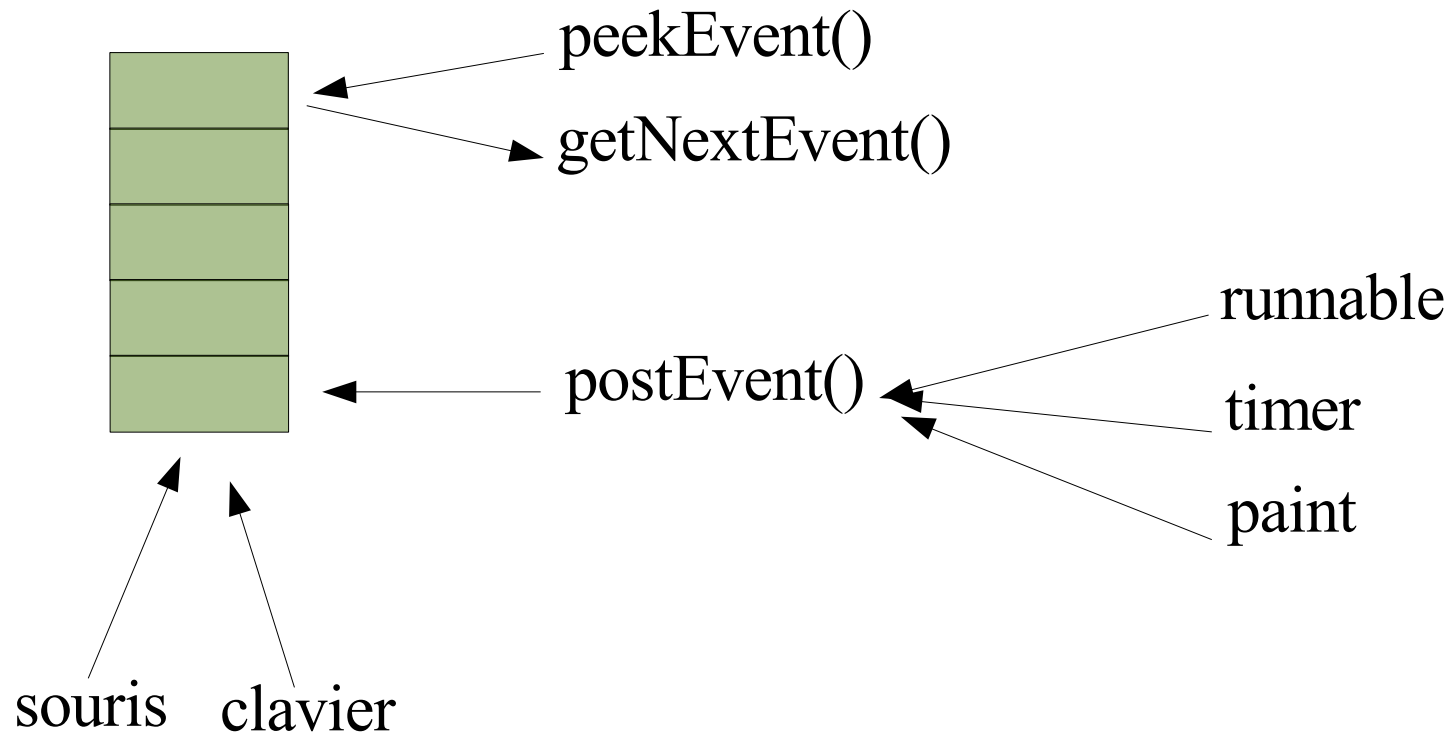 peekEvent()
getNextEvent()
runnable
postEvent()
timer
paint
souris
clavier